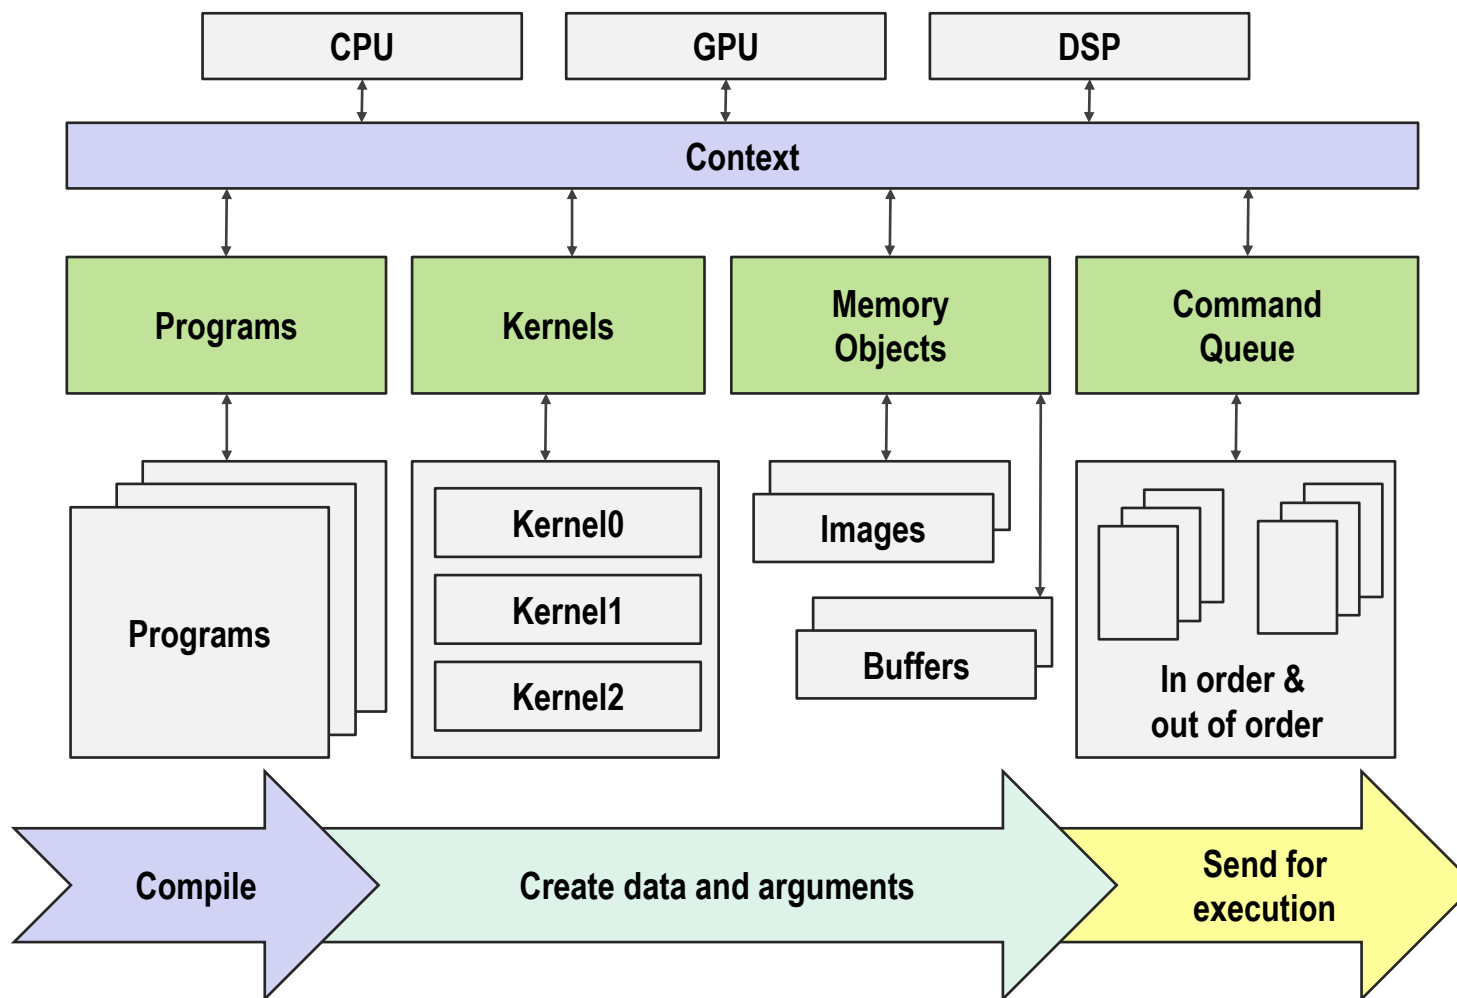 CPU
GPU
DSP
Context
Programs
Kernels
Memory
Objects
Command
Queue
Programs
Kernel0
Kernel1
Kernel2
Images
Buffers
In order &
out of order
Compile
Create data and arguments
Send for
execution